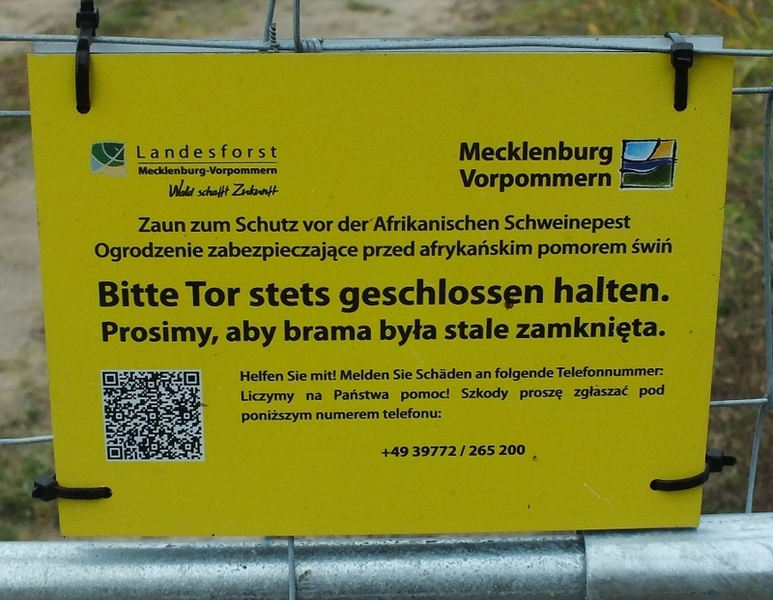 Landesforst
Mecklenburg-Vorpommern
Wald schafft Zukunft
Mecklenburg
Vorpommern
Zaun zum Schutz vor der Afrikanischen Schweinepest
Ogrodzenie zabezpieczające przed afrykańskim pomorem świń
Bitte Tor stets geschlossen halten.
Prosimy, aby brama była stale zamknięta.
Helfen Sie mit! Melden Sie Schäden an folgende Telefonnummer:
Liczymy na Państwa pomoc! Szkody proszę zgłaszać pod
poniższym numerem telefonu:
+49 39772 / 265 200